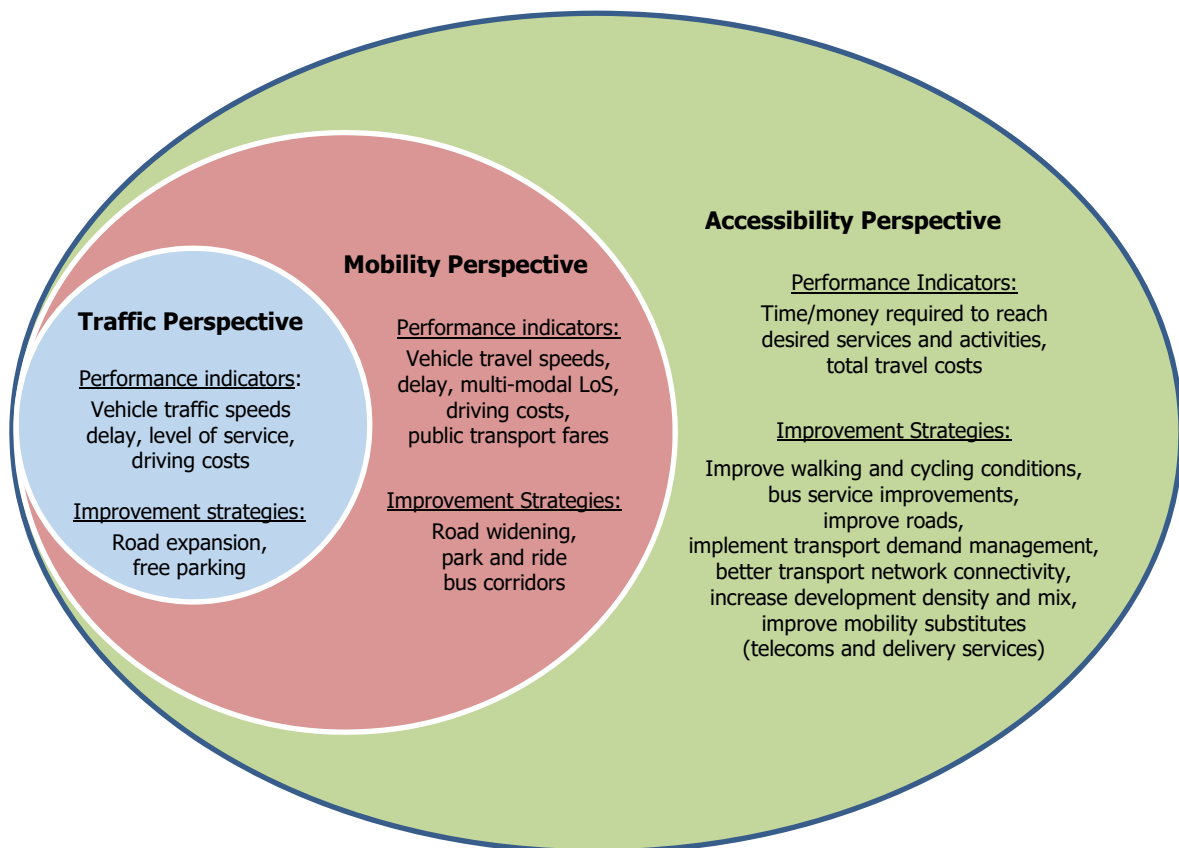 Traffic Perspective
Performance indicators:
Vehicle traffic speeds
delay, level of service,
driving costs
Improvement strategies:
Road expansion,
free parking
Mobility Perspective
Performance indicators:
Vehicle travel speeds,
delay, multi-modal LoS,
driving costs,
public transport fares
Improvement Strategies:
Road widening,
park and ride
bus corridors
Accessibility Perspective
Performance Indicators:
Time/money required to reach
desired services and activities,
total travel costs
Improvement Strategies:
Improve walking and cycling conditions,
bus service improvements,
improve roads,
implement transport demand management,
better transport network connectivity,
increase development density and mix,
improve mobility substitutes
(telecoms and delivery services)